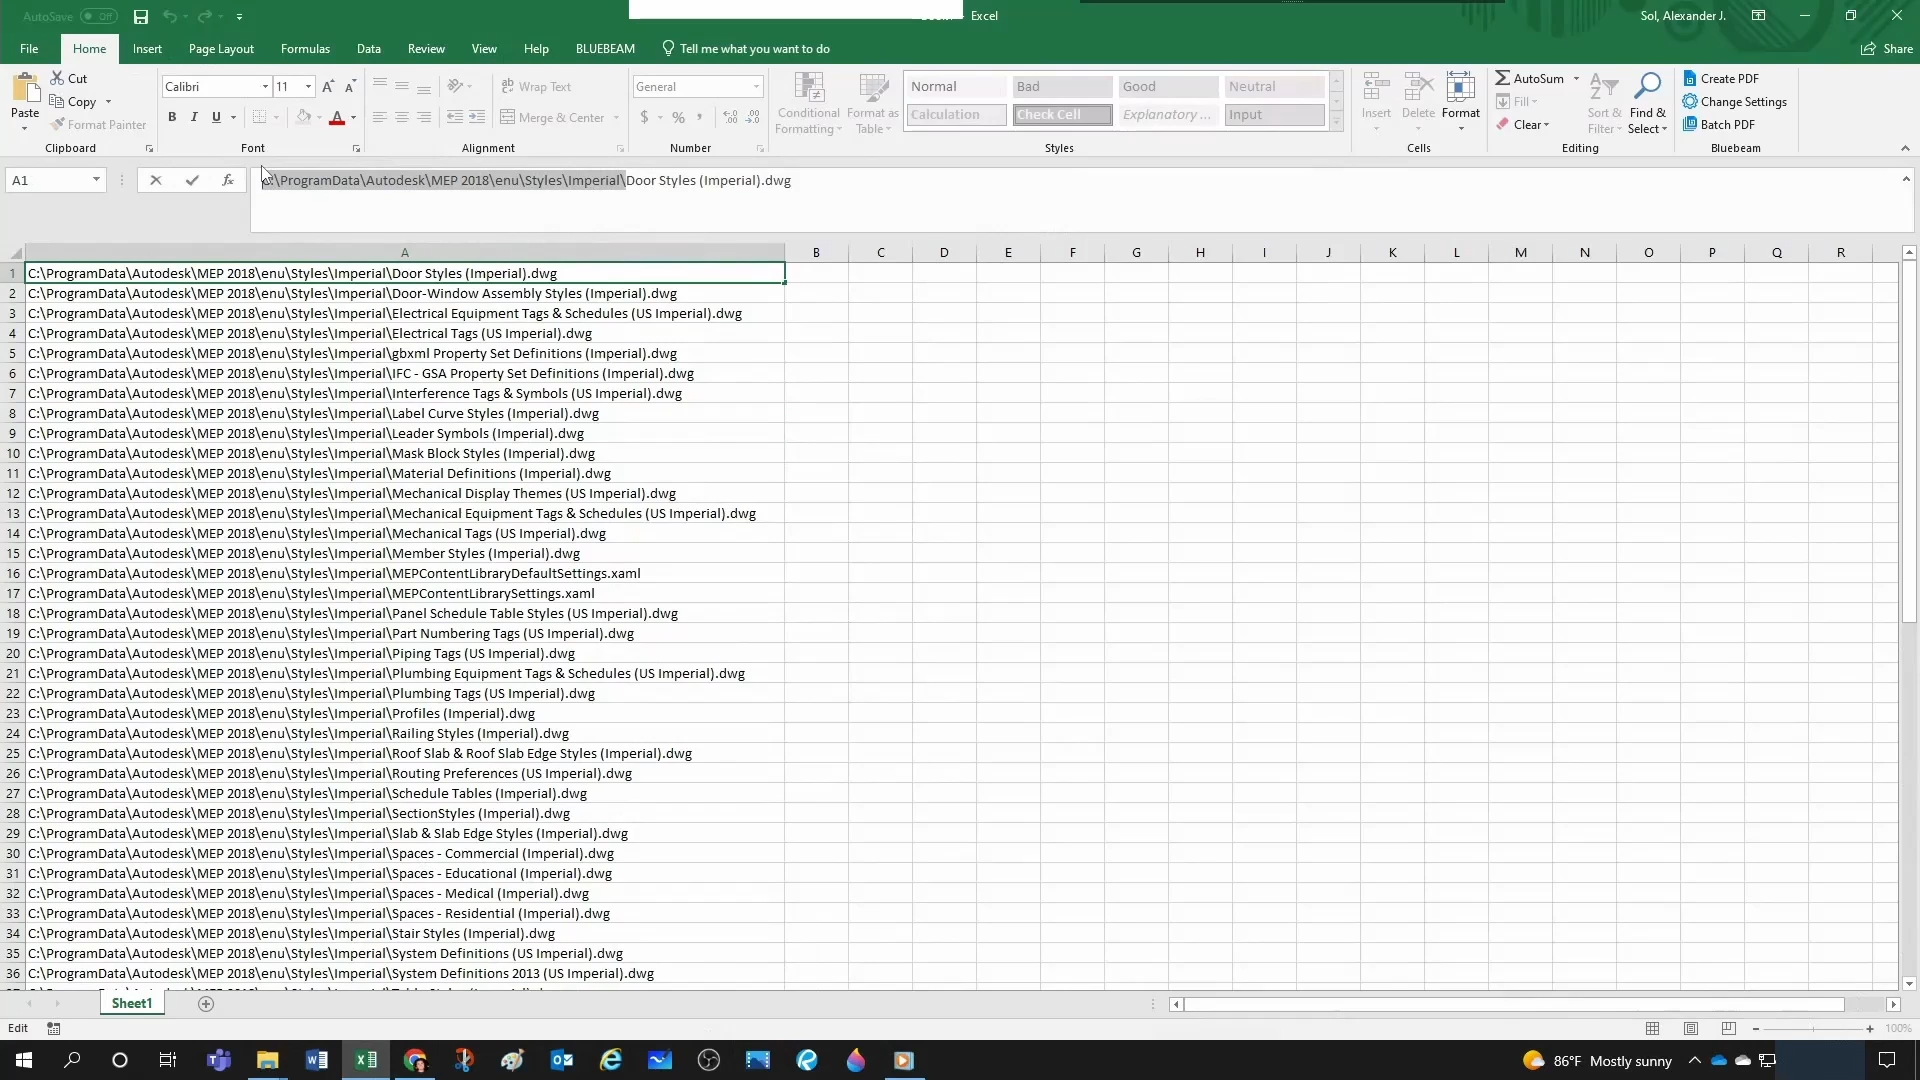 AutoSave Off
Excel
Sol, Alexander J.
File Home Insert Page Layout Formulas Data Review View Help BLUEBEAM Tell me what you want to do Share
Paste
Cut
Copy
Format Painter
Clipboard
Calibri 11
B I U
Font
Wrap Text
Merge & Center
Alignment
General
$ % ,
Number
Conditional Formatting
Format as Table
Normal Bad Good Neutral
Calculation Check Cell Explanatory ... Input
Styles
Insert Delete Format
Cells
AutoSum
Fill
Clear
Sort & Filter
Find & Select
Editing
Create PDF
Change Settings
Batch PDF
Bluebeam
A1
fx
C:\ProgramData\Autodesk\MEP 2018\enu\Styles\Imperial\Door Styles (Imperial).dwg
A B C D E F G H I J K L M N O P Q R
1 C:\ProgramData\Autodesk\MEP 2018\enu\Styles\Imperial\Door Styles (Imperial).dwg
2 C:\ProgramData\Autodesk\MEP 2018\enu\Styles\Imperial\Door-Window Assembly Styles (Imperial).dwg
3 C:\ProgramData\Autodesk\MEP 2018\enu\Styles\Imperial\Electrical Equipment Tags & Schedules (US Imperial).dwg
4 C:\ProgramData\Autodesk\MEP 2018\enu\Styles\Imperial\Electrical Tags (US Imperial).dwg
5 C:\ProgramData\Autodesk\MEP 2018\enu\Styles\Imperial\gbxml Property Set Definitions (Imperial).dwg
6 C:\ProgramData\Autodesk\MEP 2018\enu\Styles\Imperial\IFC - GSA Property Set Definitions (Imperial).dwg
7 C:\ProgramData\Autodesk\MEP 2018\enu\Styles\Imperial\Interference Tags & Symbols (US Imperial).dwg
8 C:\ProgramData\Autodesk\MEP 2018\enu\Styles\Imperial\Label Curve Styles (Imperial).dwg
9 C:\ProgramData\Autodesk\MEP 2018\enu\Styles\Imperial\Leader Symbols (Imperial).dwg
10 C:\ProgramData\Autodesk\MEP 2018\enu\Styles\Imperial\Mask Block Styles (Imperial).dwg
11 C:\ProgramData\Autodesk\MEP 2018\enu\Styles\Imperial\Material Definitions (Imperial).dwg
12 C:\ProgramData\Autodesk\MEP 2018\enu\Styles\Imperial\Mechanical Display Themes (US Imperial).dwg
13 C:\ProgramData\Autodesk\MEP 2018\enu\Styles\Imperial\Mechanical Equipment Tags & Schedules (US Imperial).dwg
14 C:\ProgramData\Autodesk\MEP 2018\enu\Styles\Imperial\Mechanical Tags (US Imperial).dwg
15 C:\ProgramData\Autodesk\MEP 2018\enu\Styles\Imperial\Member Styles (Imperial).dwg
16 C:\ProgramData\Autodesk\MEP 2018\enu\Styles\Imperial\MEPContentLibraryDefaultSettings.xaml
17 C:\ProgramData\Autodesk\MEP 2018\enu\Styles\Imperial\MEPContentLibrarySettings.xaml
18 C:\ProgramData\Autodesk\MEP 2018\enu\Styles\Imperial\Panel Schedule Table Styles (US Imperial).dwg
19 C:\ProgramData\Autodesk\MEP 2018\enu\Styles\Imperial\Part Numbering Tags (US Imperial).dwg
20 C:\ProgramData\Autodesk\MEP 2018\enu\Styles\Imperial\Piping Tags (US Imperial).dwg
21 C:\ProgramData\Autodesk\MEP 2018\enu\Styles\Imperial\Plumbing Equipment Tags & Schedules (US Imperial).dwg
22 C:\ProgramData\Autodesk\MEP 2018\enu\Styles\Imperial\Plumbing Tags (US Imperial).dwg
23 C:\ProgramData\Autodesk\MEP 2018\enu\Styles\Imperial\Profiles (Imperial).dwg
24 C:\ProgramData\Autodesk\MEP 2018\enu\Styles\Imperial\Railing Styles (Imperial).dwg
25 C:\ProgramData\Autodesk\MEP 2018\enu\Styles\Imperial\Roof Slab & Roof Slab Edge Styles (Imperial).dwg
26 C:\ProgramData\Autodesk\MEP 2018\enu\Styles\Imperial\Routing Preferences (US Imperial).dwg
27 C:\ProgramData\Autodesk\MEP 2018\enu\Styles\Imperial\Schedule Tables (Imperial).dwg
28 C:\ProgramData\Autodesk\MEP 2018\enu\Styles\Imperial\SectionStyles (Imperial).dwg
29 C:\ProgramData\Autodesk\MEP 2018\enu\Styles\Imperial\Slab & Slab Edge Styles (Imperial).dwg
30 C:\ProgramData\Autodesk\MEP 2018\enu\Styles\Imperial\Spaces - Commercial (Imperial).dwg
31 C:\ProgramData\Autodesk\MEP 2018\enu\Styles\Imperial\Spaces - Educational (Imperial).dwg
32 C:\ProgramData\Autodesk\MEP 2018\enu\Styles\Imperial\Spaces - Medical (Imperial).dwg
33 C:\ProgramData\Autodesk\MEP 2018\enu\Styles\Imperial\Spaces - Residential (Imperial).dwg
34 C:\ProgramData\Autodesk\MEP 2018\enu\Styles\Imperial\Stair Styles (Imperial).dwg
35 C:\ProgramData\Autodesk\MEP 2018\enu\Styles\Imperial\System Definitions (US Imperial).dwg
36 C:\ProgramData\Autodesk\MEP 2018\enu\Styles\Imperial\System Definitions 2013 (US Imperial).dwg
Sheet1
Edit
100%
86°F Mostly sunny